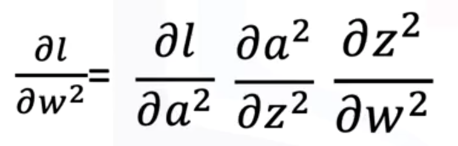 ∂l/∂w² = ∂l/∂a² ∂a²/∂z² ∂z²/∂w²